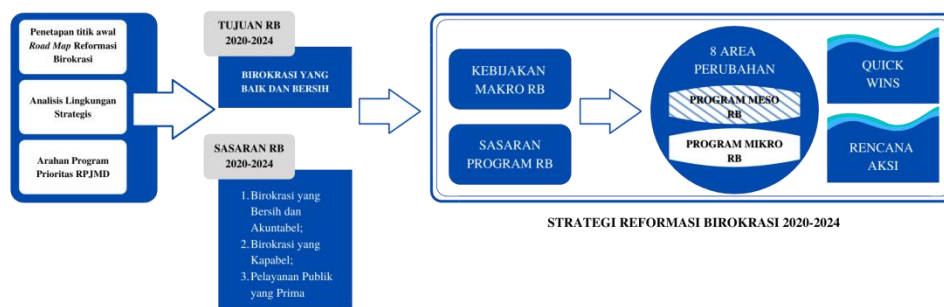 Penetapan titik awal
Road Map Reformasi
Birokrasi
Analisis Lingkungan
Strategis
Arahan Program
Prioritas RPJMD
TUJUAN RB
2020-2024
BIROKRASI YANG
BAIK DAN BERSIH
SASARAN RB
2020-2024
1. Birokrasi yang
Bersih dan
Akuntabel;
2. Birokrasi yang
Kapabel;
3. Pelayanan Publik
yang Prima
KEBIJAKAN
MAKRO RB
SASARAN
PROGRAM RB
8 AREA
PERUBAHAN
PROGRAM MESO
RB
PROGRAM MIKRO
RB
QUICK
WINS
RENCANA
AKSI
STRATEGI REFORMASI BIROKRASI 2020-2024